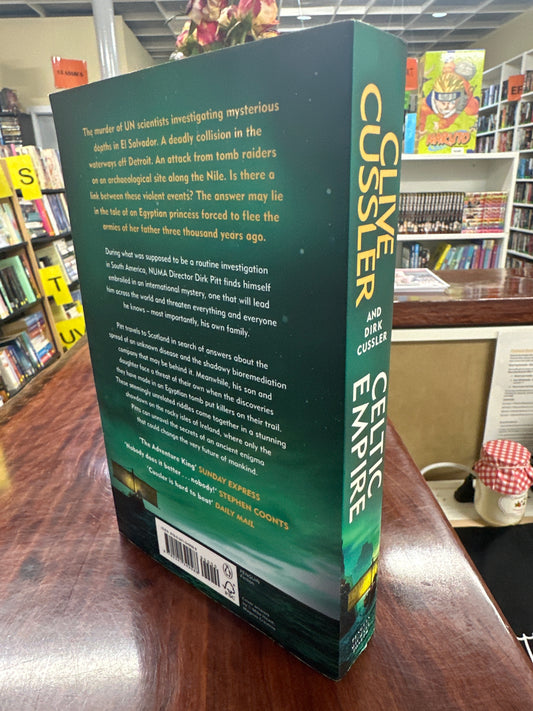 The murder of UN scientists investigating mysterious
depths in El Salvador. A deadly collision in the
waterways off Detroit. An attack from tomb raiders
on an archaeological site along the Nile. Is there a
link between these violent events? The answer may lie
in the tale of an Egyptian princess forced to flee the
armies of her father three thousand years ago.
During what was supposed to be a routine investigation
in South America, NUMA Director Dirk Pitt finds himself
embroiled in an international mystery, one that will lead
him across the world and threaten everything and everyone
he knows – most importantly, his own family.
Pitt travels to Scotland in search of answers about the
spread of an unknown disease and the shadowy bioremediation
company that may be behind it. Meanwhile, his son and
daughter face a threat of their own when the discoveries
they have made in an Egyptian tomb put killers on their trail.
These seemingly unrelated riddles come together in a stunning
showdown on the rocky isles of Ireland, where only the
Pitts can unravel the secrets of an ancient enigma
that could change the very future of mankind.
'The Adventure King' SUNDAY EXPRESS
'Nobody does it better . . . nobody!' STEPHEN COONTS
'Cussler is hard to beat' DAILY MAIL
PENGUIN
FSC
CLIVE
CUSSLER
AND DIRK
CUSSLER
CELTIC
EMPIRE
CLASSICS
NARUTO
S
T
UV